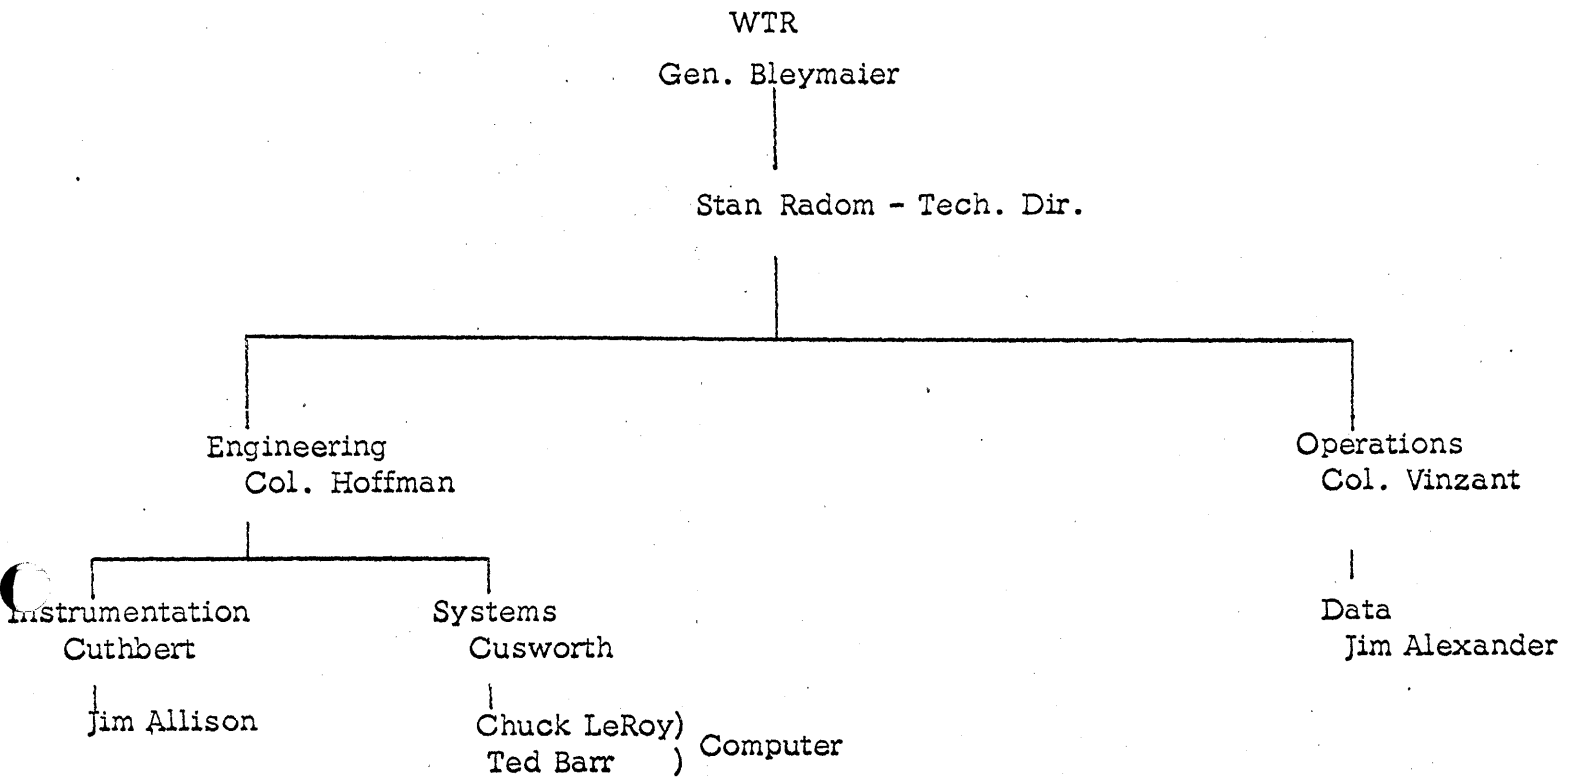 WTR
Gen. Bleymaier
Stan Radom - Tech. Dir.
Engineering
Col. Hoffman
Operations
Col. Vinzant
Instrumentation
Cuthbert
Jim Allison
Systems
Cusworth
Chuck LeRoy)
Ted Barr )
Computer
Data
Jim Alexander